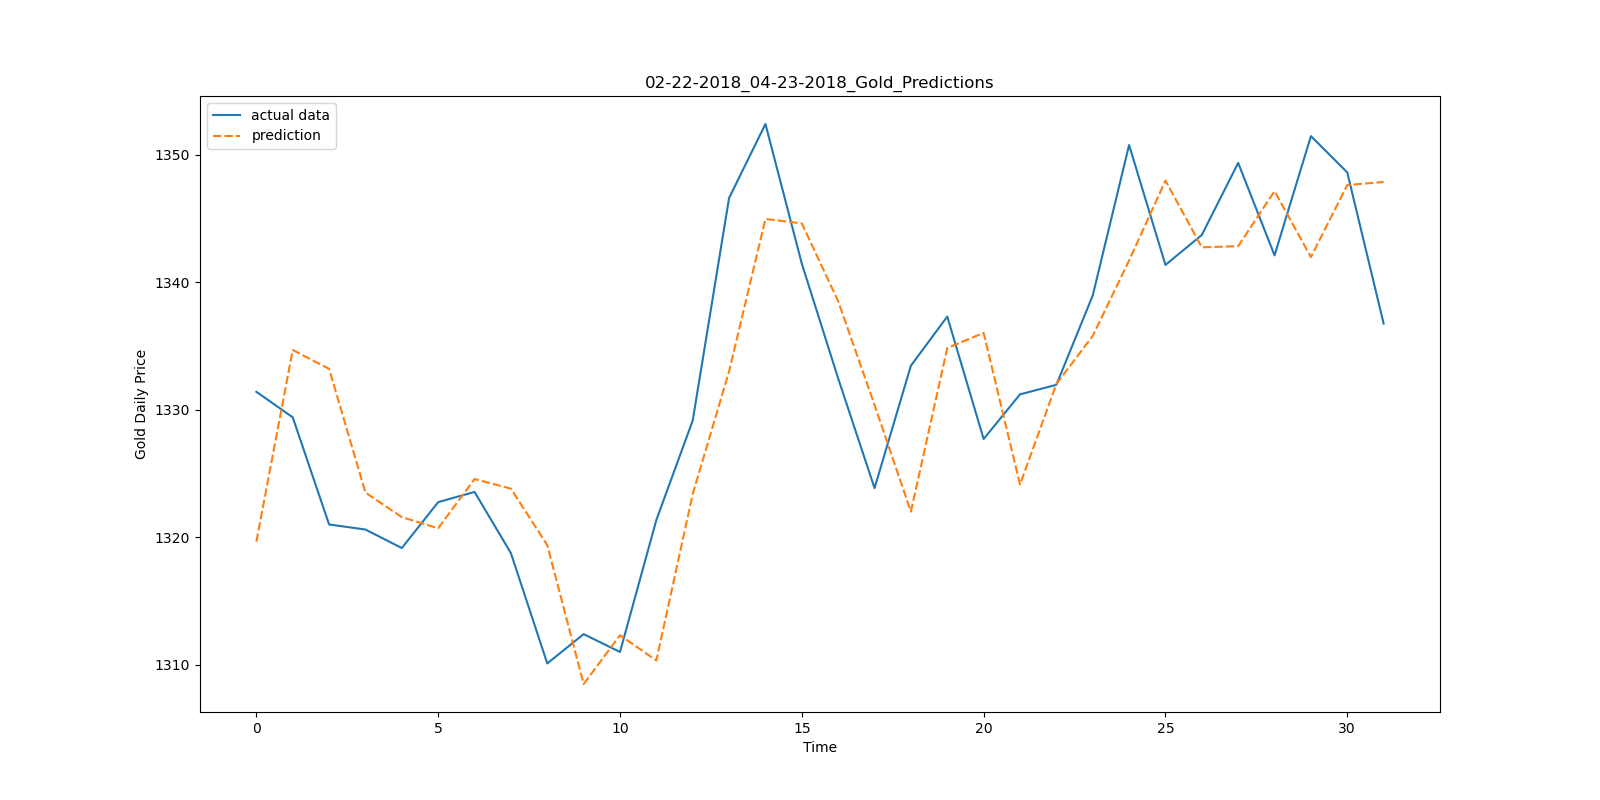 02-22-2018_04-23-2018_Gold_Predictions
actual data
prediction
1350
1340
1330
1320
1310
Gold Daily Price
0 5 10 15 20 25 30
Time